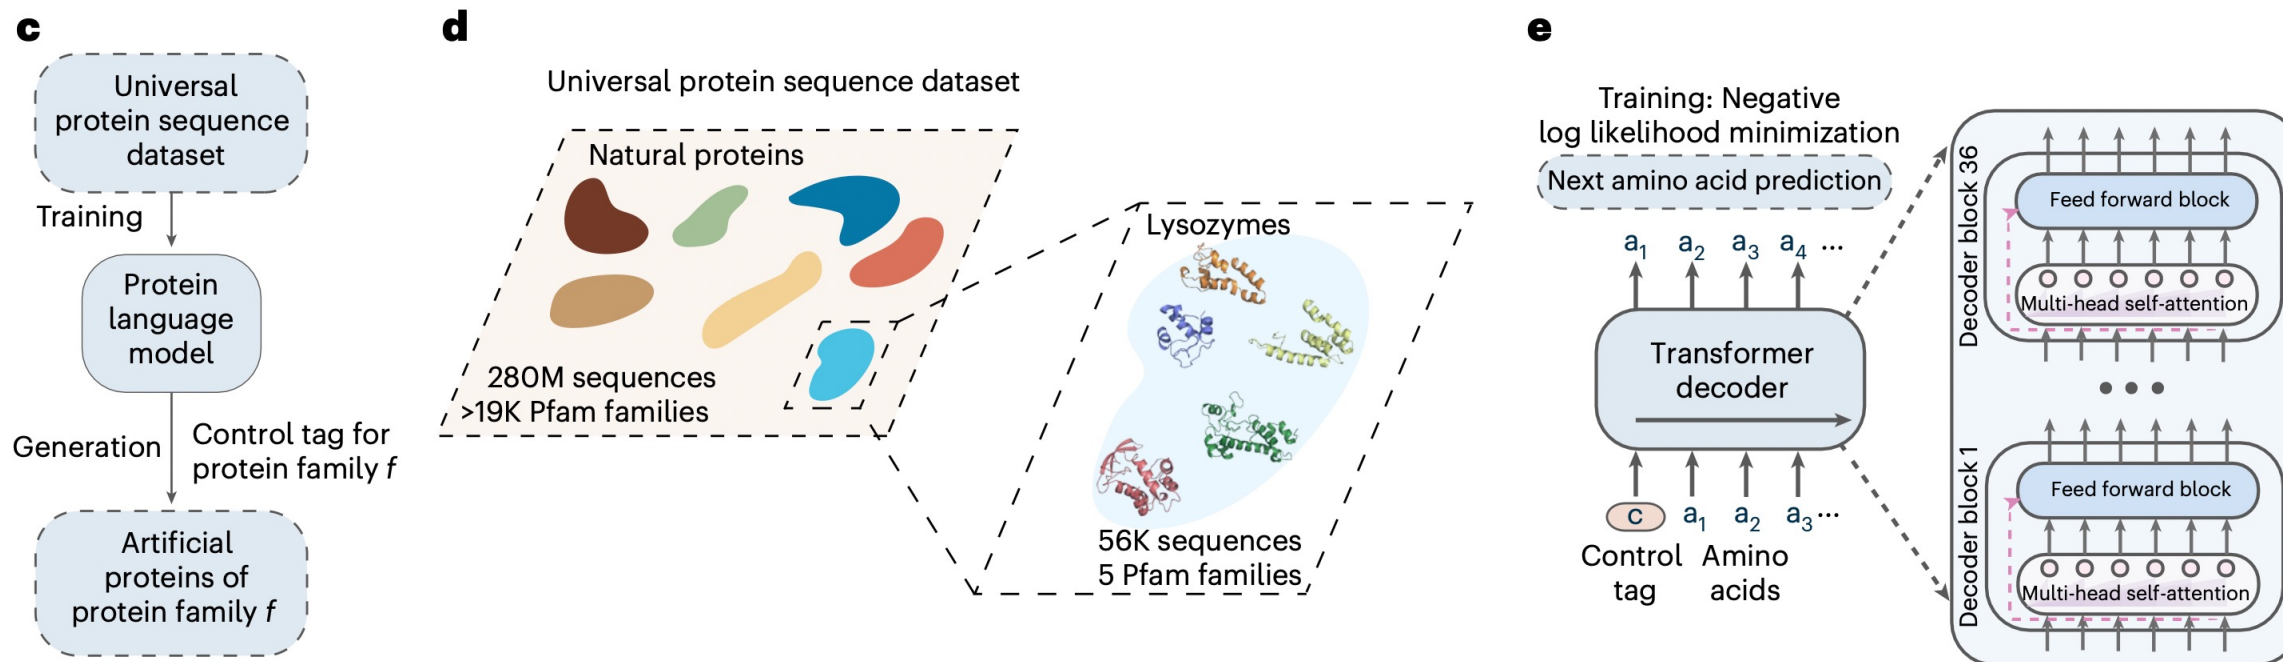 c
Universal
protein sequence
dataset
Training
Protein
language
model
Generation
Control tag for
protein family f
Artificial
proteins of
protein family f
d
Universal protein sequence dataset
Natural proteins
280M sequences
>19K Pfam families
Lysozymes
56K sequences
5 Pfam families
e
Training: Negative
log likelihood minimization
Next amino acid prediction
a1 a2 a3 a4 ...
Transformer
decoder
c a1 a2 a3 ...
Control
tag
Amino
acids
Decoder block 36
Feed forward block
Multi-head self-attention
Decoder block 1
Feed forward block
Multi-head self-attention